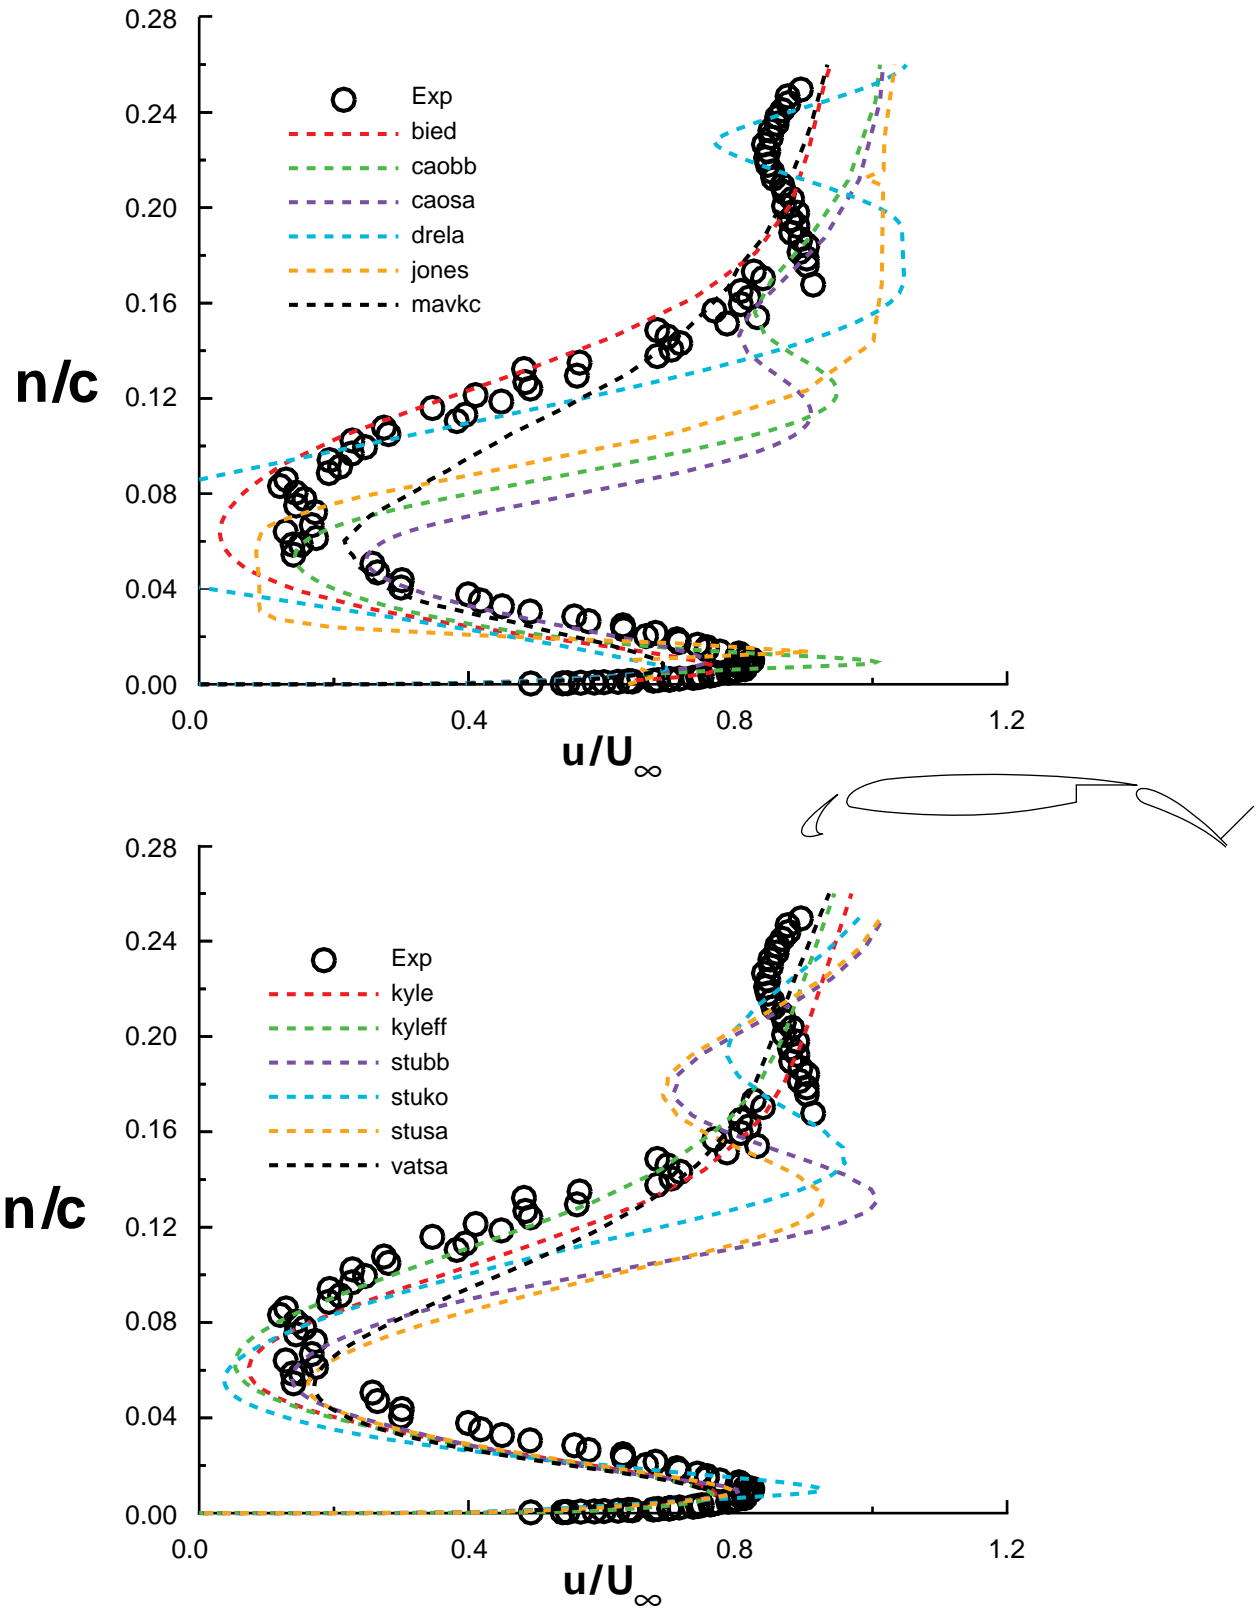 0.28
Exp
bied
caobb
caosa
drela
jones
mavkc
0.24
0.20
0.16
n/c
0.12
0.08
0.04
0.00
0.0 0.4 0.8 1.2
u/U∞
0.28
Exp
kyle
kyleff
stubb
stuko
stusa
vatsa
0.24
0.20
0.16
n/c
0.12
0.08
0.04
0.00
0.0 0.4 0.8 1.2
u/U∞